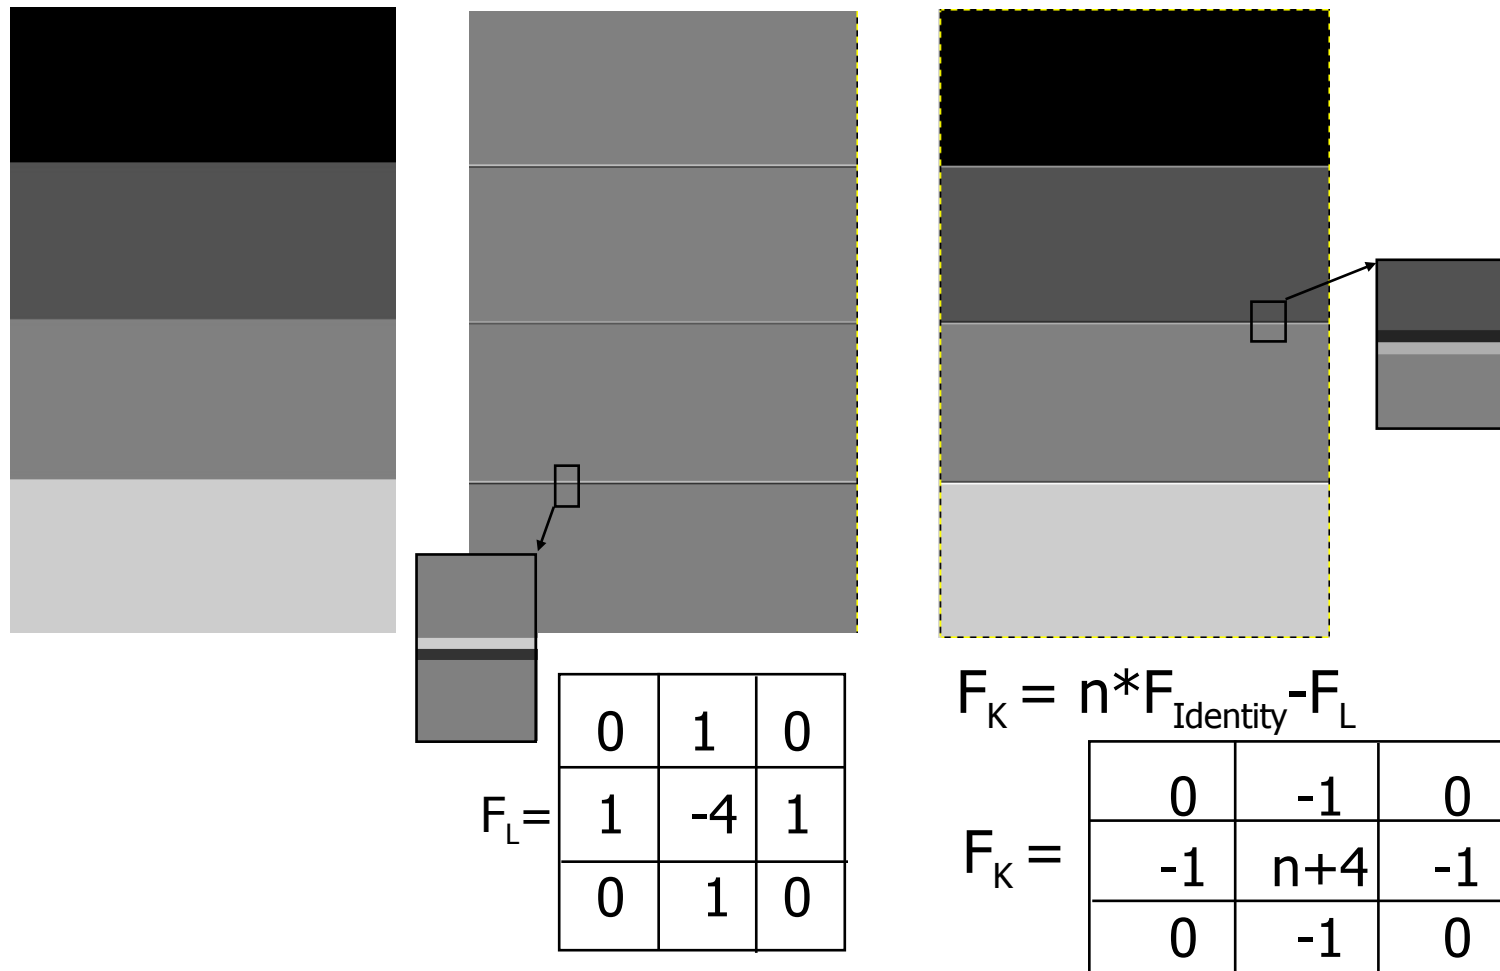 F_L=
0 1 0
1 -4 1
0 1 0
F_K = n*F_Identity-F_L
F_K =
0 -1 0
-1 n+4 -1
0 -1 0